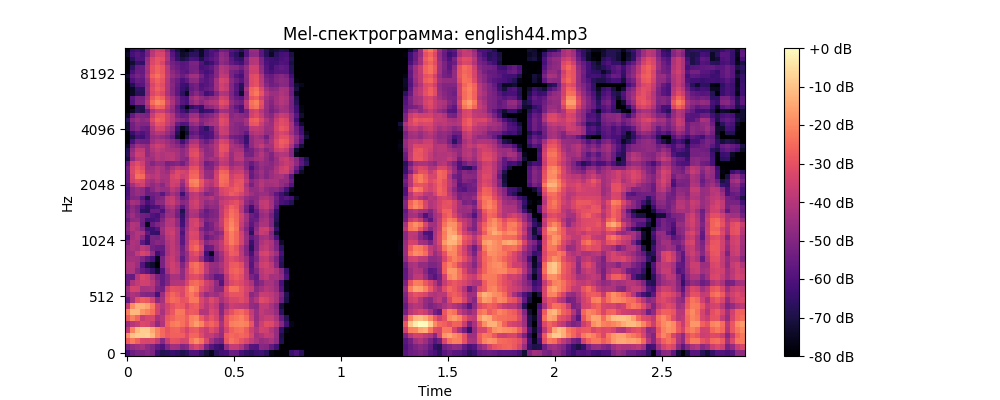 Mel-спектрограмма: english44.mp3
Hz
8192
4096
2048
1024
512
0
0 0.5 1 1.5 2 2.5
Time
+0 dB
-10 dB
-20 dB
-30 dB
-40 dB
-50 dB
-60 dB
-70 dB
-80 dB